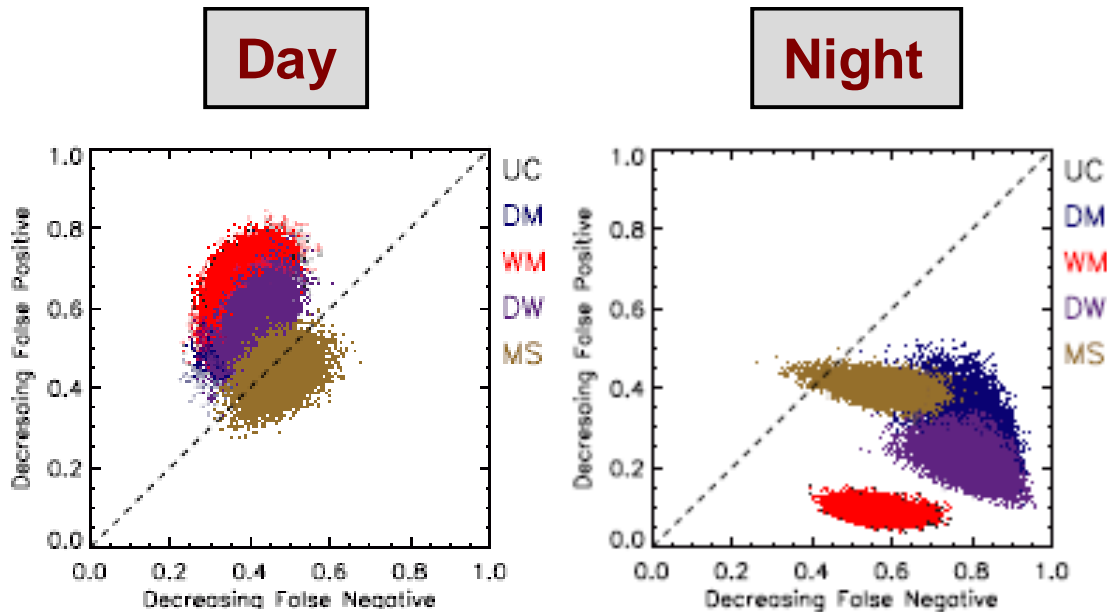 Day
Night
1.0
0.8
0.6
0.4
0.2
0.0
Decreasing False Positive
0.0 0.2 0.4 0.6 0.8 1.0
Decreasing False Negative
UC
DM
WM
DW
MS
1.0
0.8
0.6
0.4
0.2
0.0
Decreasing False Positive
0.0 0.2 0.4 0.6 0.8 1.0
Decreasing False Negative
UC
DM
WM
DW
MS